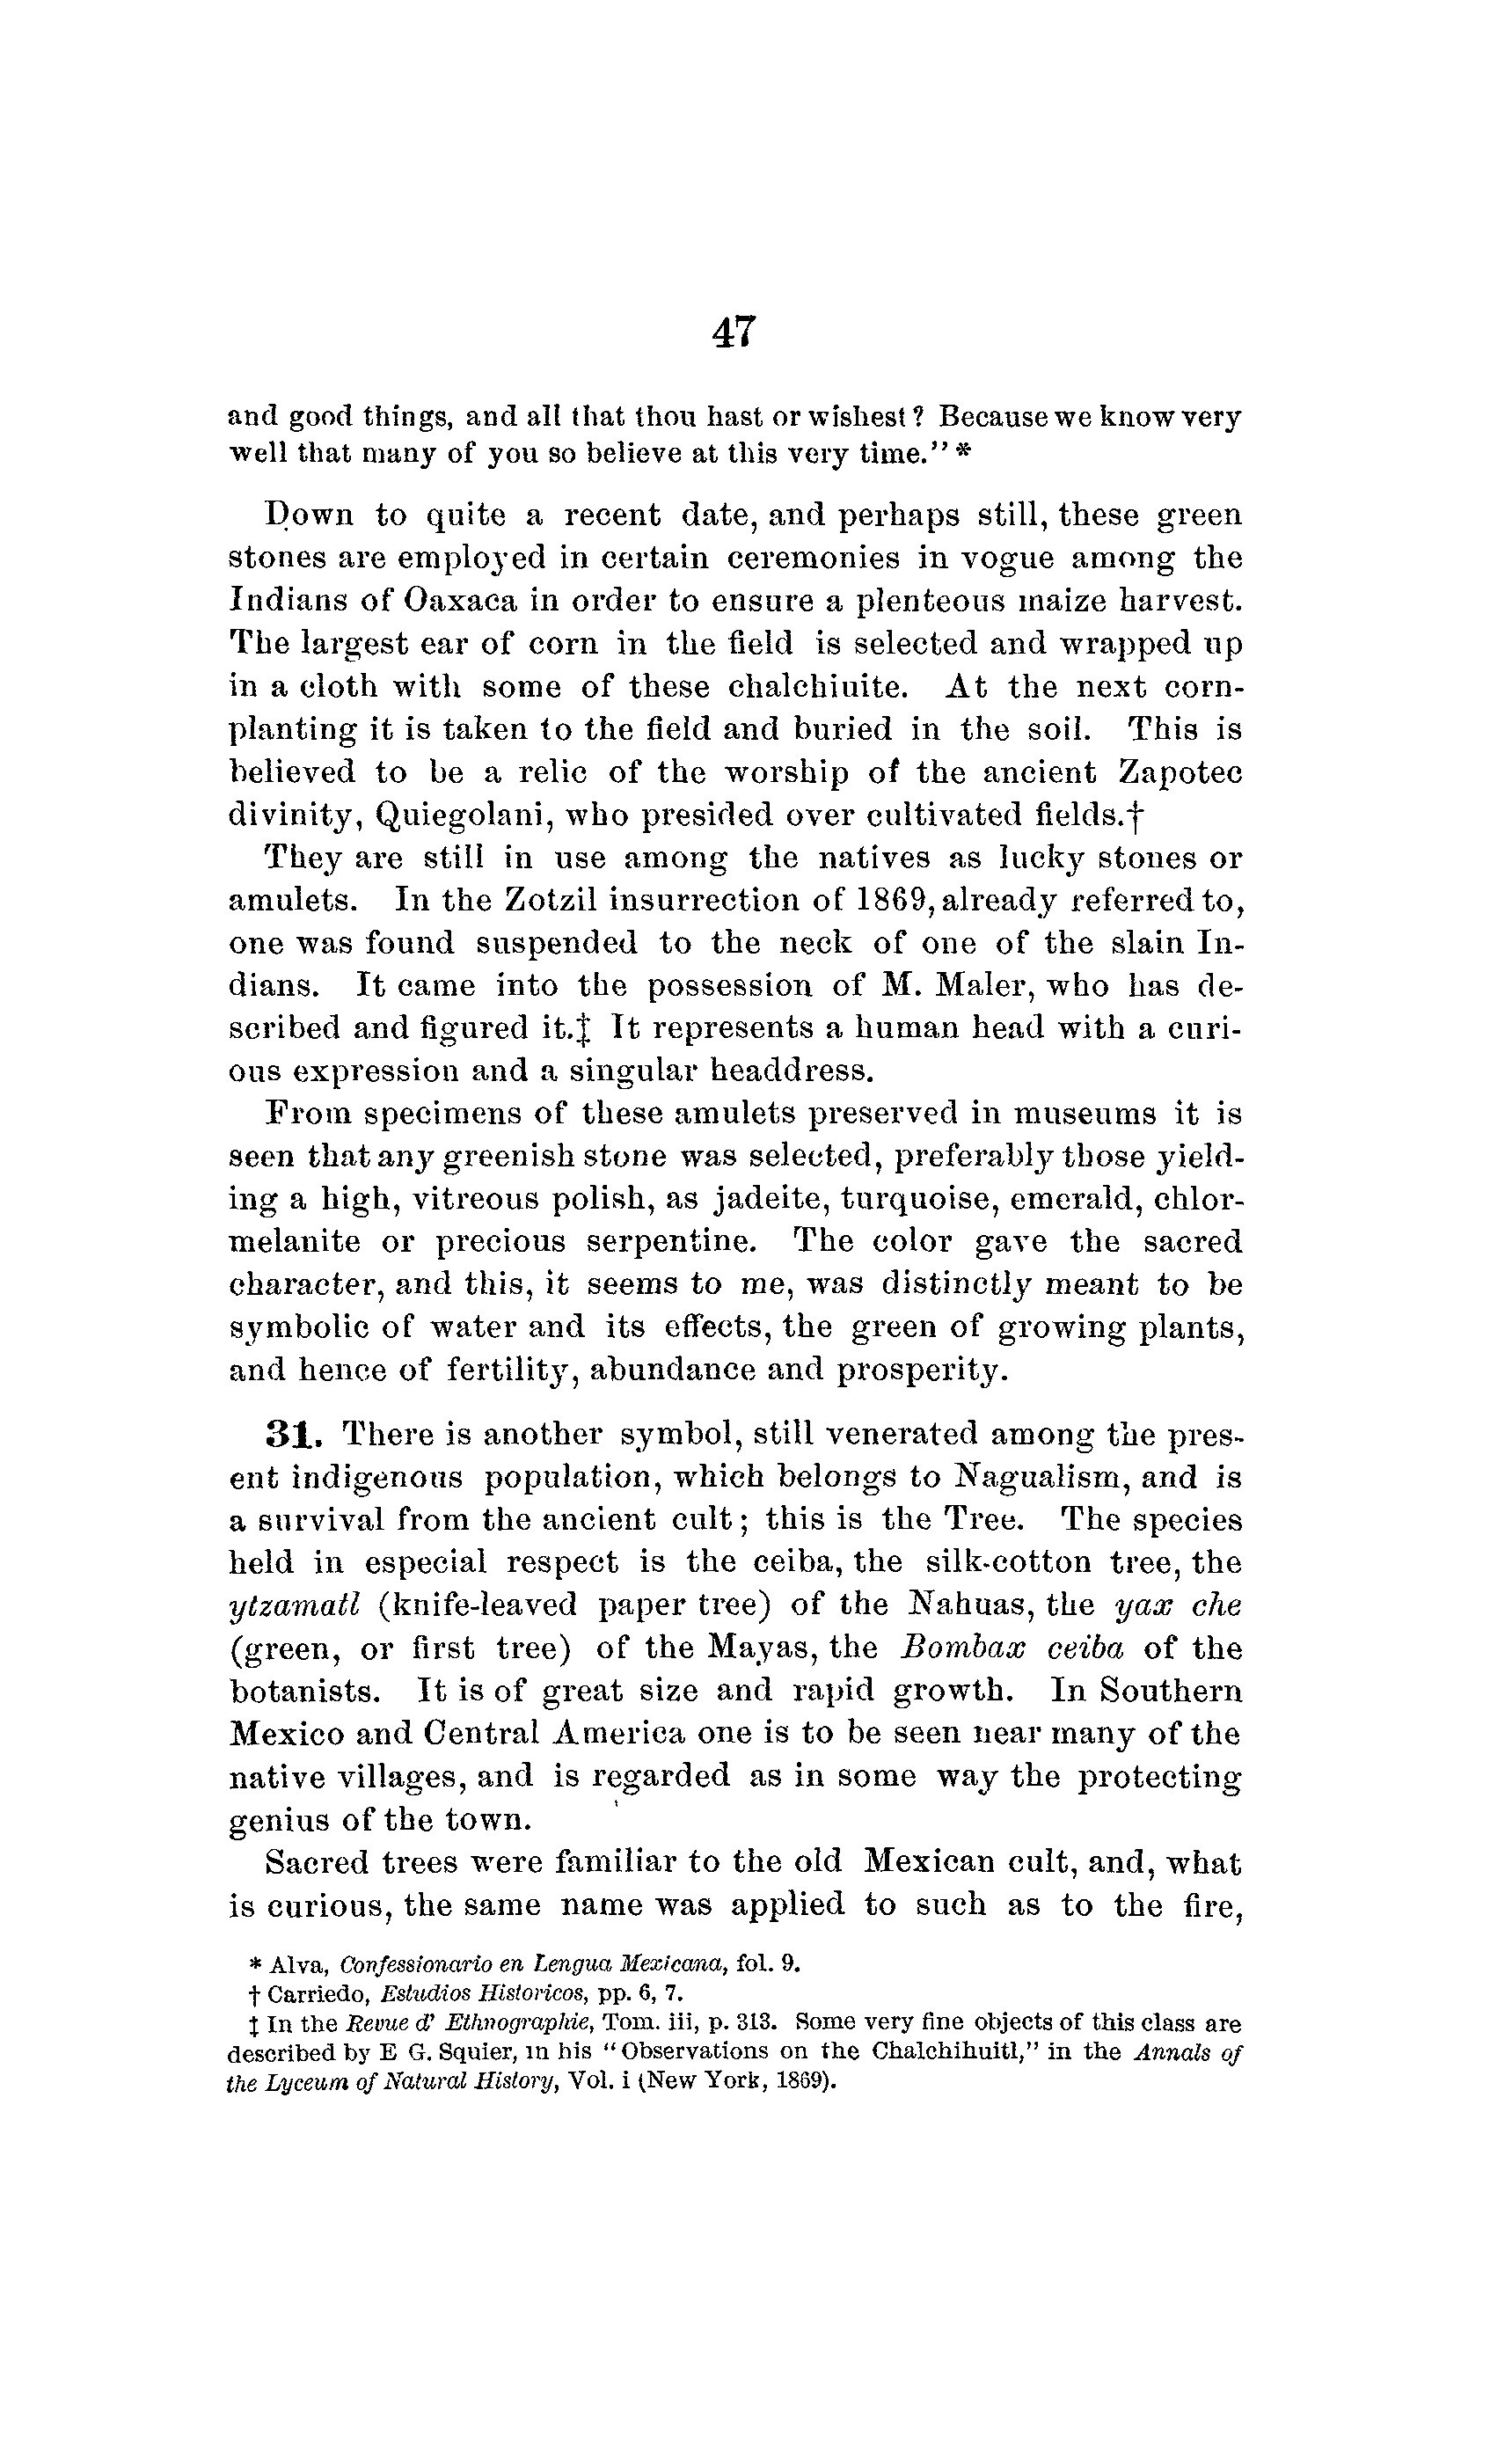 47
and good things, and all that thou hast or wishest? Because we know very
well that many of you so believe at this very time." *
Down to quite a recent date, and perhaps still, these green
stones are employed in certain ceremonies in vogue among the
Indians of Oaxaca in order to ensure a plenteous maize harvest.
The largest ear of corn in the field is selected and wrapped up
in a cloth with some of these chalchiuite. At the next corn-
planting it is taken to the field and buried in the soil. This is
believed to be a relic of the worship of the ancient Zapotec
divinity, Quiegolani, who presided over cultivated fields.†
They are still in use among the natives as lucky stones or
amulets. In the Zotzil insurrection of 1869, already referred to,
one was found suspended to the neck of one of the slain In-
dians. It came into the possession of M. Maler, who has de-
scribed and figured it.‡ It represents a human head with a curi-
ous expression and a singular headdress.
From specimens of these amulets preserved in museums it is
seen that any greenish stone was selected, preferably those yield-
ing a high, vitreous polish, as jadeite, turquoise, emerald, chlor-
melanite or precious serpentine. The color gave the sacred
character, and this, it seems to me, was distinctly meant to be
symbolic of water and its effects, the green of growing plants,
and hence of fertility, abundance and prosperity.
31. There is another symbol, still venerated among the pres-
ent indigenous population, which belongs to Nagualism, and is
a survival from the ancient cult; this is the Tree. The species
held in especial respect is the ceiba, the silk-cotton tree, the
ytzamatl (knife-leaved paper tree) of the Nahuas, the yax che
(green, or first tree) of the Mayas, the Bombax ceiba of the
botanists. It is of great size and rapid growth. In Southern
Mexico and Central America one is to be seen near many of the
native villages, and is regarded as in some way the protecting
genius of the town.
Sacred trees were familiar to the old Mexican cult, and, what
is curious, the same name was applied to such as to the fire,
* Alva, Confessionario en Lengua Mexicana, fol. 9.
† Carriedo, Estudios Historicos, pp. 6, 7.
‡ In the Revue d' Ethnographie, Tom. iii, p. 313. Some very fine objects of this class are
described by E G. Squier, in his "Observations on the Chalchihuitl," in the Annals of
the Lyceum of Natural History, Vol. i (New York, 1869).